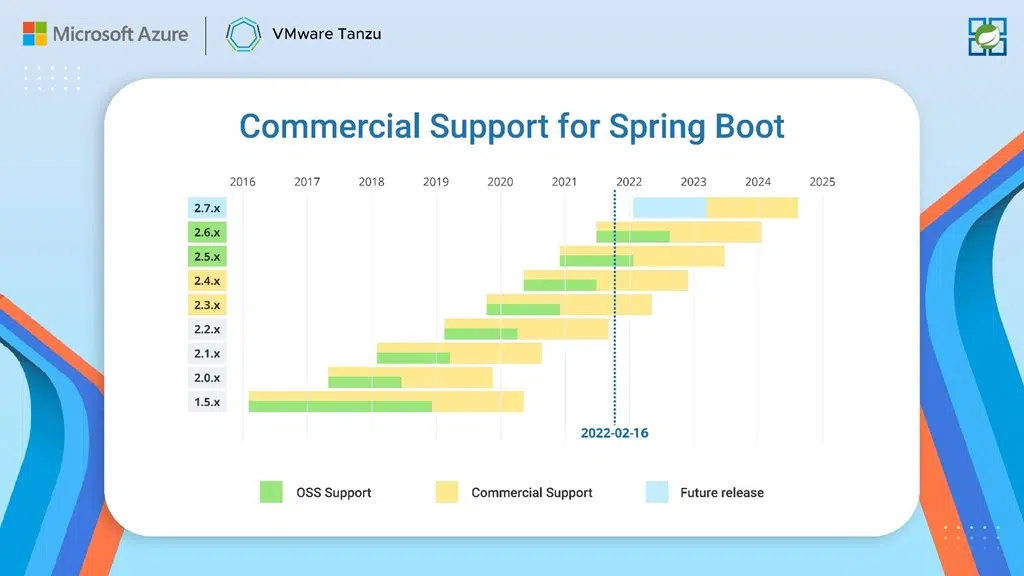 Microsoft Azure
VMware Tanzu
Commercial Support for Spring Boot
2016 2017 2018 2019 2020 2021 2022 2023 2024 2025
2.7.x
2.6.x
2.5.x
2.4.x
2.3.x
2.2.x
2.1.x
2.0.x
1.5.x
2022-02-16
OSS Support
Commercial Support
Future release